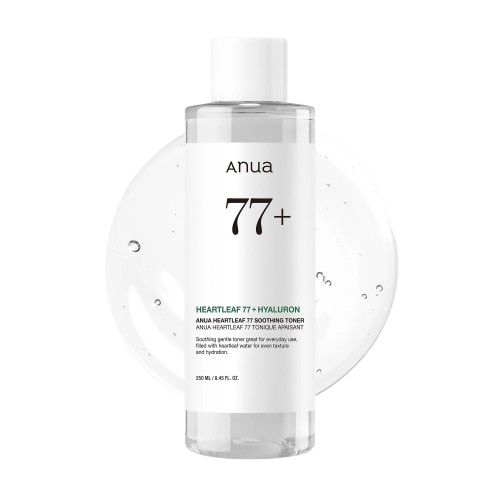 Anua
77+
HEARTLEAF 77+ HYALURON
ANUA HEARTLEAF 77 SOOTHING TONER
ANUA HEARTLEAF 77 TONIQUE APAISANT
Soothing gentle toner great for everyday use,
filled with heartleaf water for even texture
and hydration.
250 ML / 8.45 FL. OZ.